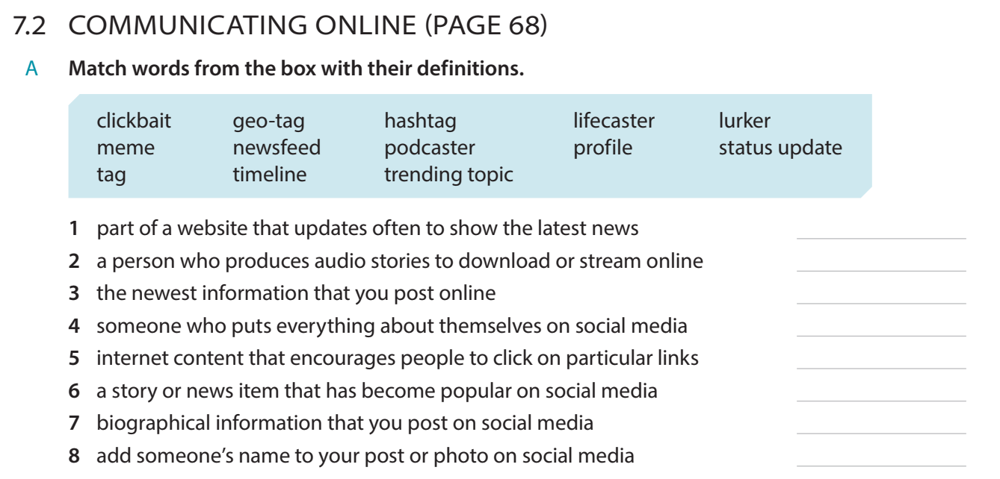 7.2 COMMUNICATING ONLINE (PAGE 68)
A Match words from the box with their definitions.
clickbait geo-tag hashtag lifecaster lurker
meme newsfeed podcaster profile status update
tag timeline trending topic
1 part of a website that updates often to show the latest news
2 a person who produces audio stories to download or stream online
3 the newest information that you post online
4 someone who puts everything about themselves on social media
5 internet content that encourages people to click on particular links
6 a story or news item that has become popular on social media
7 biographical information that you post on social media
8 add someone’s name to your post or photo on social media